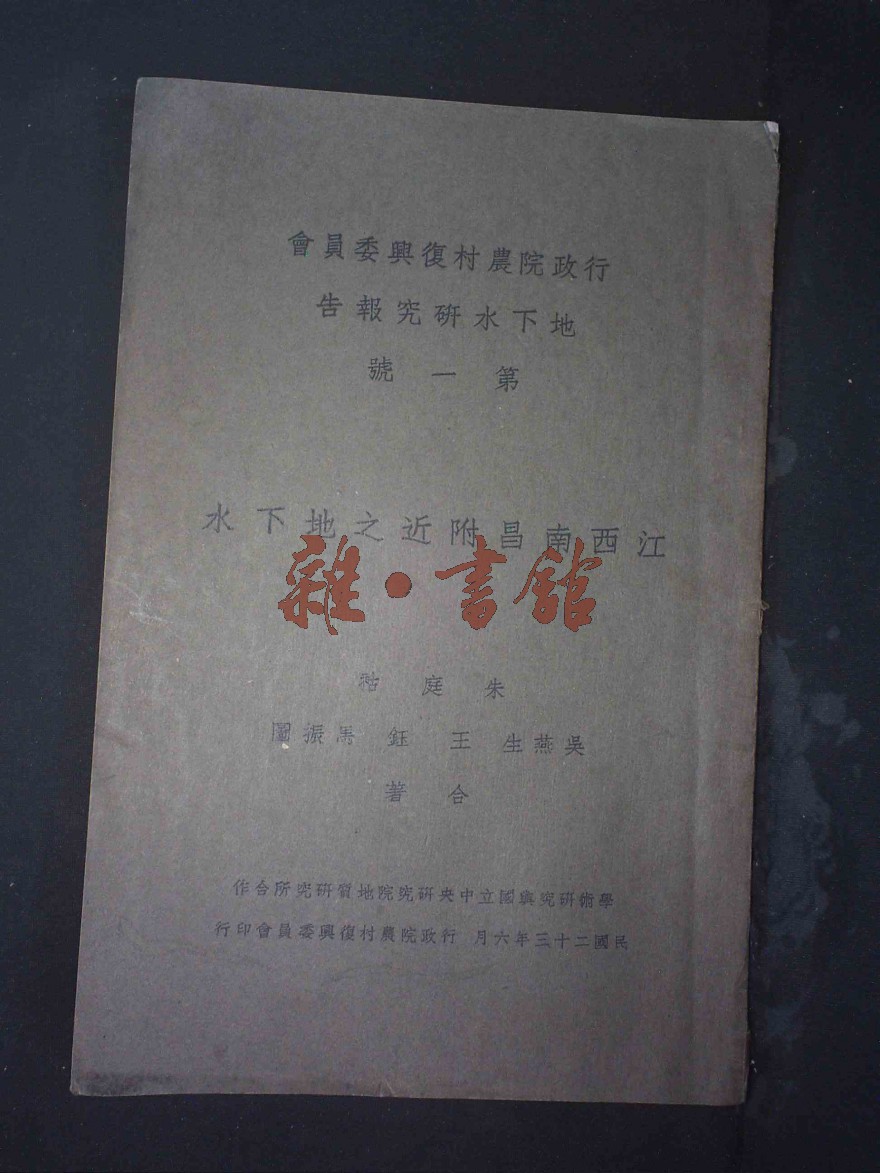 行政院農村復興委員會
地下水研究報告
第一號
江西南昌附近之地下水
雜·書館
朱庭祜
吳燕生 王鈺 馬振圖
合著
學術研究與國立中央研究院地質研究所合作
民國二十三年六月 行政院農村復興委員會印行